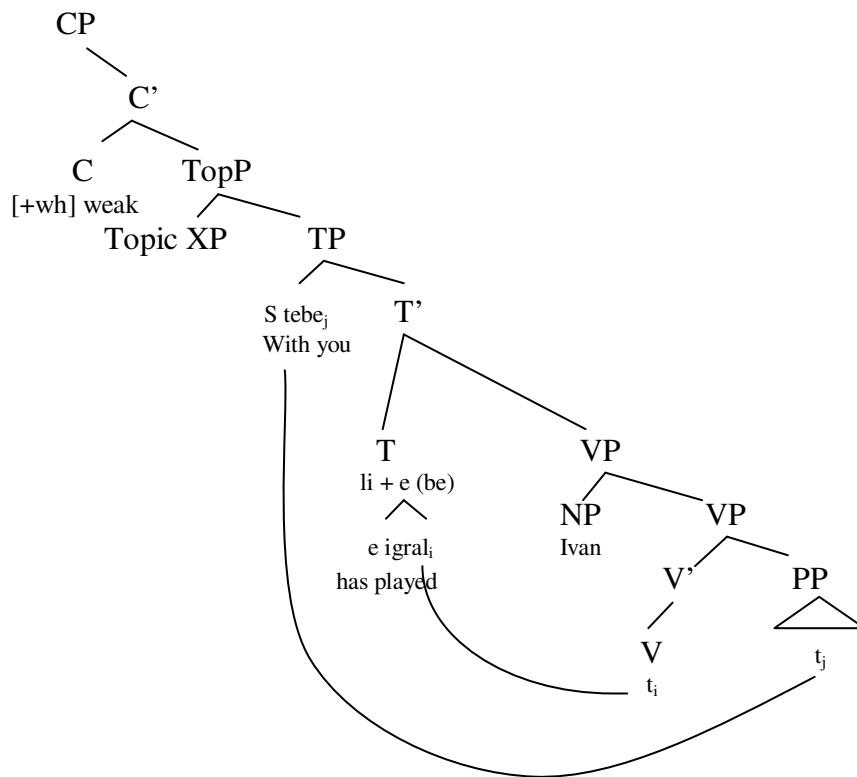 CP
C’
C TopP
[+wh] weak
Topic XP TP
S tebej T’
With you
T VP
li + e (be)
NP VP
Ivan
e igrali
has played
V’ PP
V tj
ti